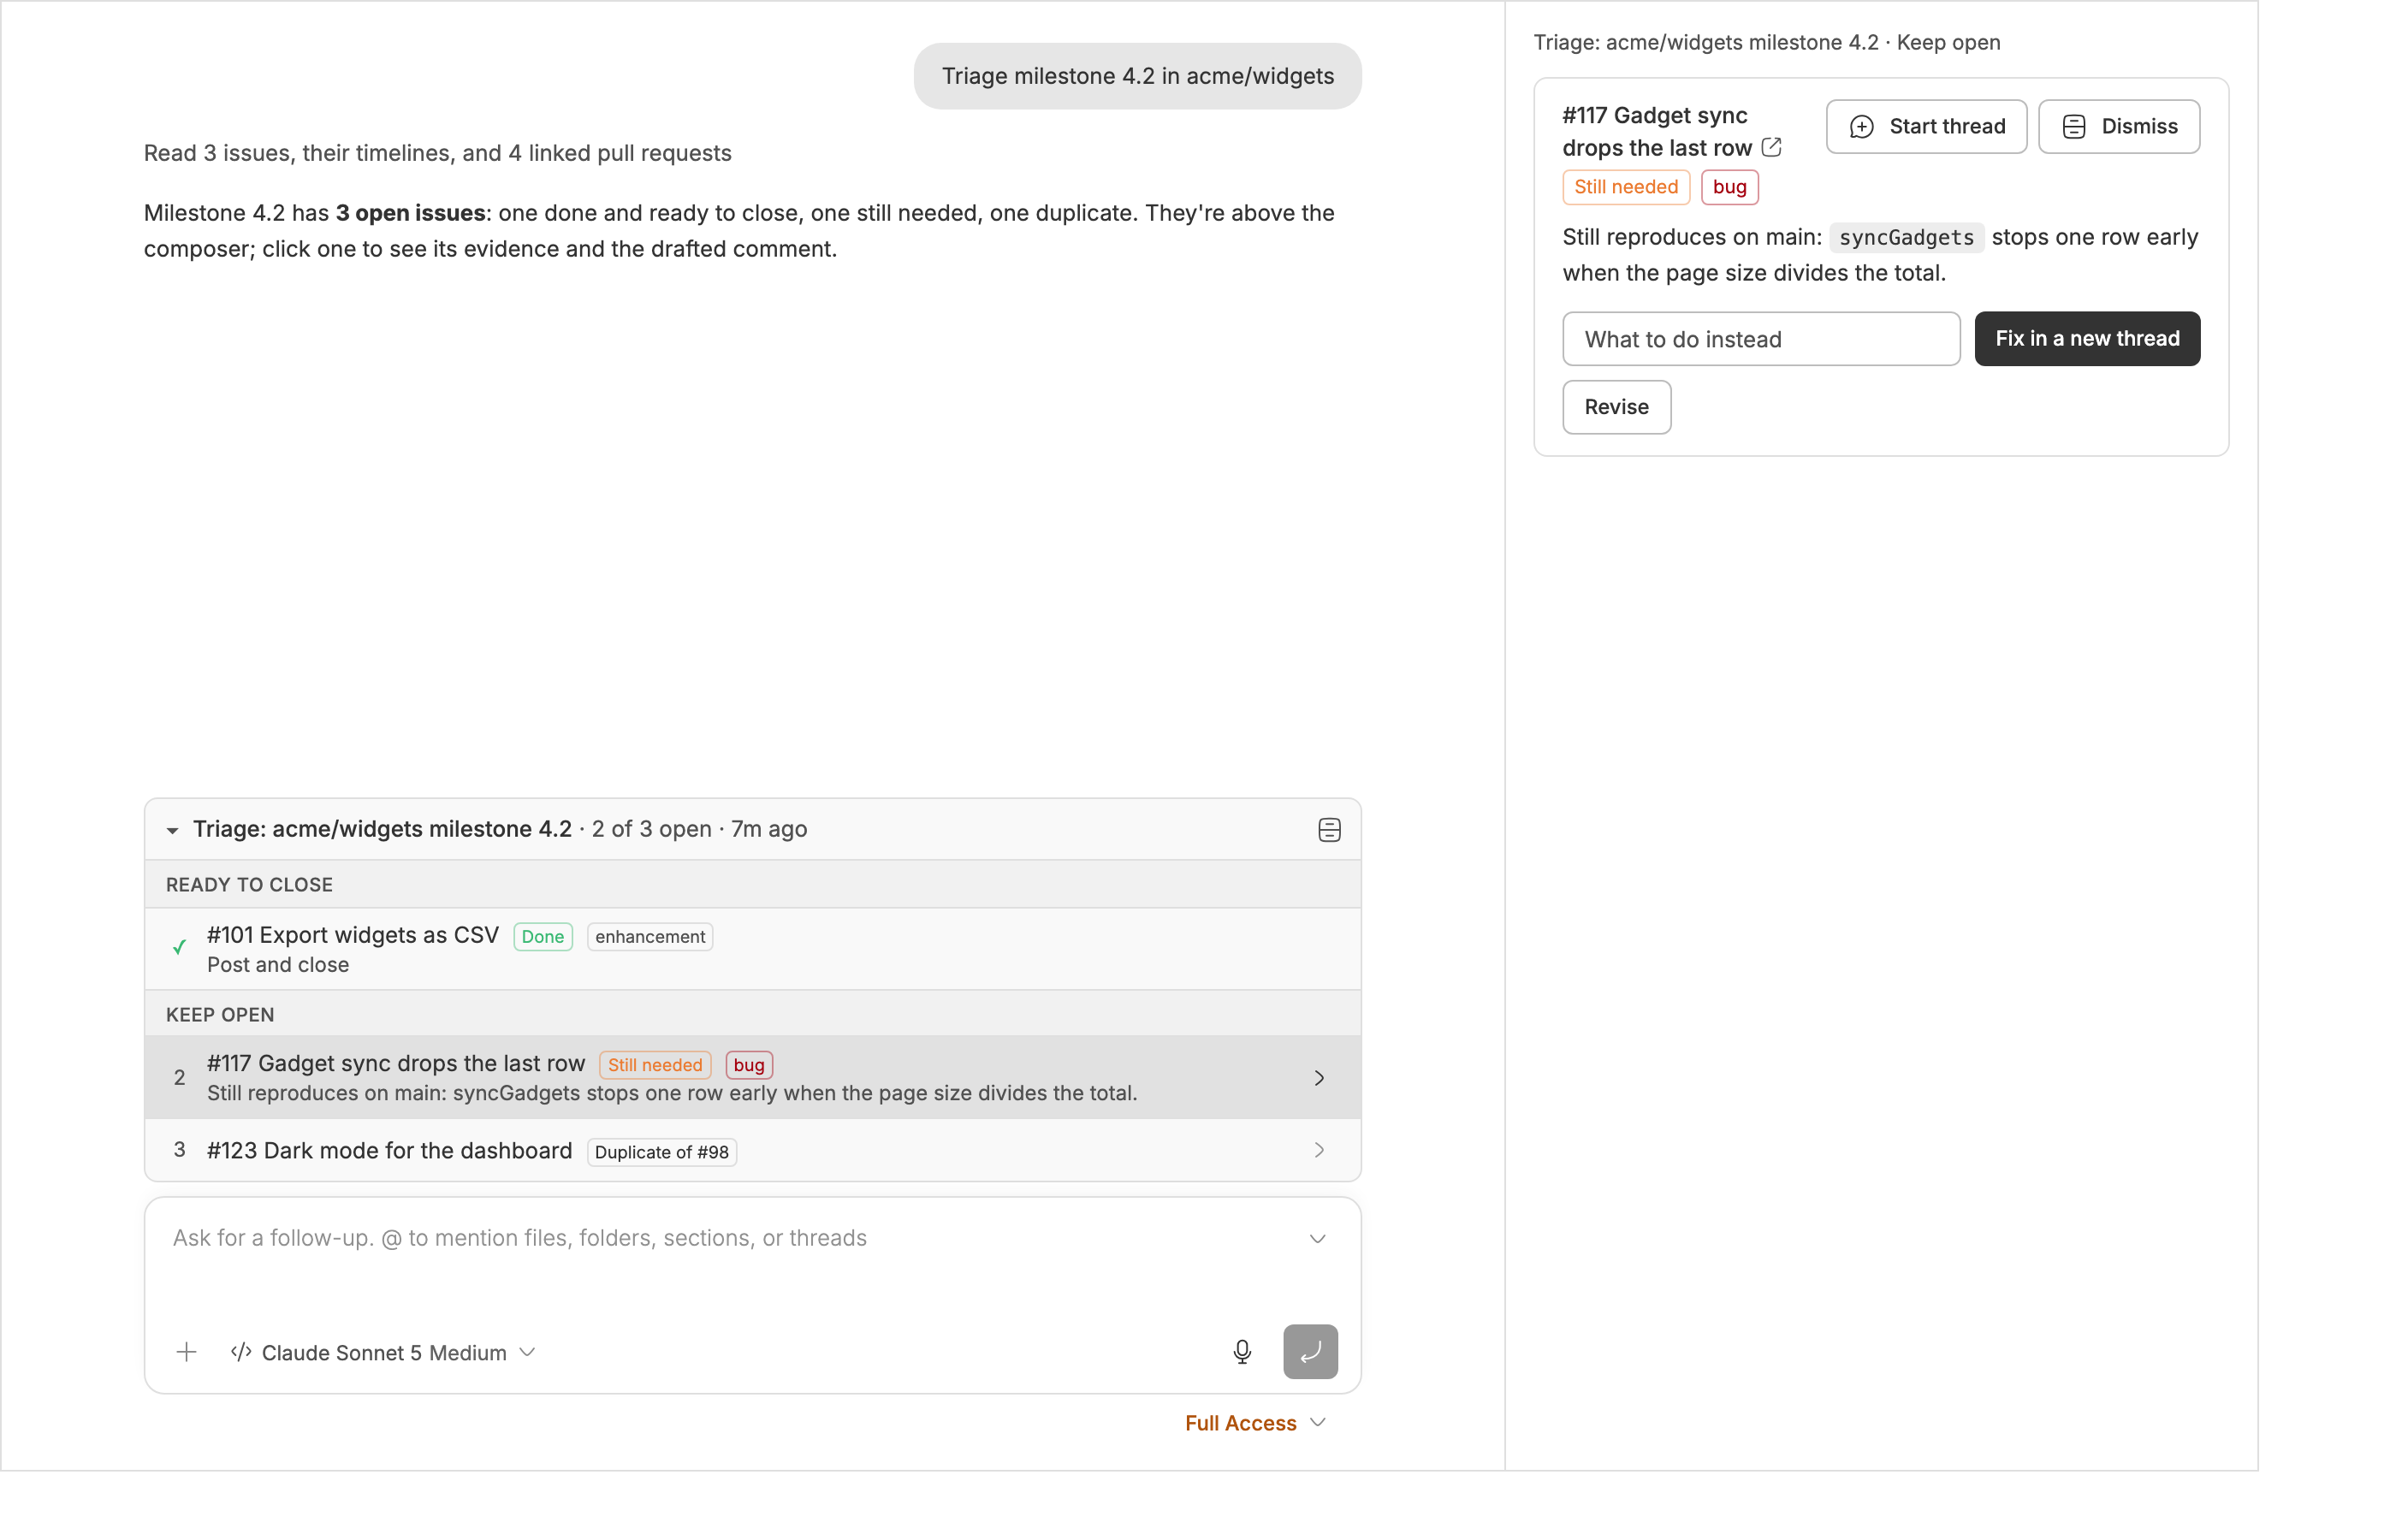 Triage milestone 4.2 in acme/widgets
Read 3 issues, their timelines, and 4 linked pull requests
Milestone 4.2 has 3 open issues: one done and ready to close, one still needed, one duplicate. They're above the
composer; click one to see its evidence and the drafted comment.
Triage: acme/widgets milestone 4.2 · 2 of 3 open · 7m ago
READY TO CLOSE
#101 Export widgets as CSV Done enhancement
Post and close
KEEP OPEN
2 #117 Gadget sync drops the last row Still needed bug
Still reproduces on main: syncGadgets stops one row early when the page size divides the total.
3 #123 Dark mode for the dashboard Duplicate of #98
Ask for a follow-up. @ to mention files, folders, sections, or threads
Claude Sonnet 5 Medium
Full Access
Triage: acme/widgets milestone 4.2 · Keep open
#117 Gadget sync
drops the last row
Start thread
Dismiss
Still needed bug
Still reproduces on main: syncGadgets stops one row early
when the page size divides the total.
What to do instead
Fix in a new thread
Revise